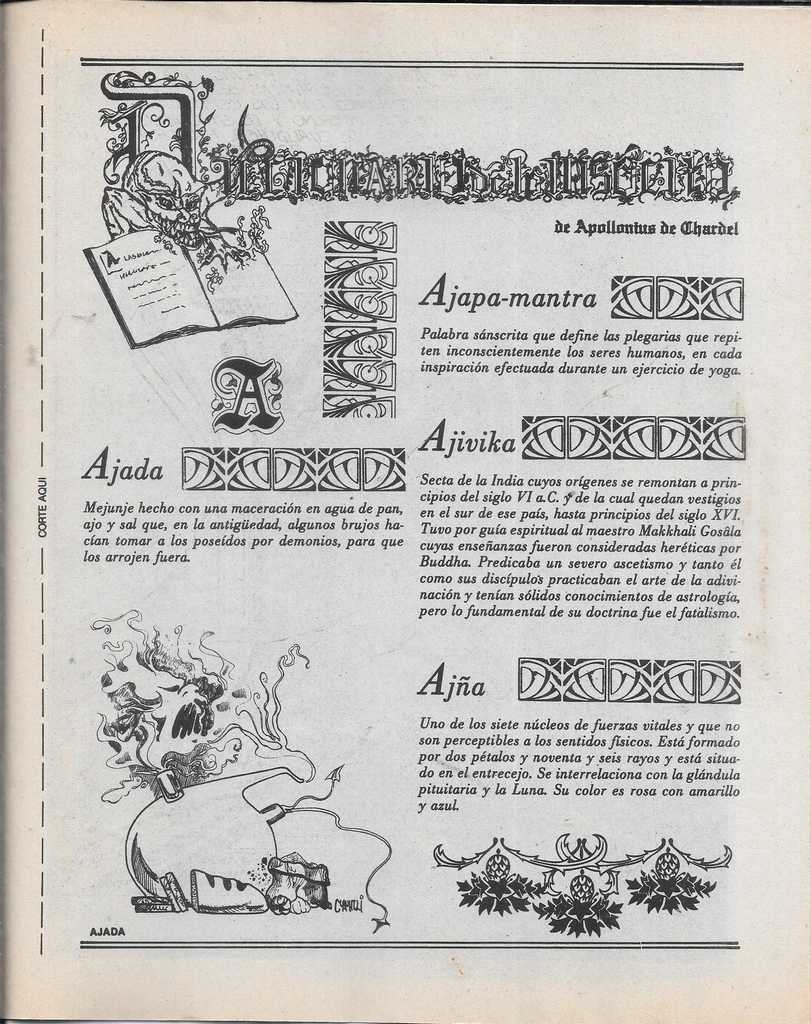 de Apollonius de Chardel
A
Ajada
Mejunje hecho con una maceración en agua de pan,
ajo y sal que, en la antigüedad, algunos brujos ha-
cían tomar a los poseídos por demonios, para que
los arrojen fuera.
AJADA
Ajapa-mantra
Palabra sánscrita que define las plegarias que repi-
ten inconscientemente los seres humanos, en cada
inspiración efectuada durante un ejercicio de yoga.
Ajivika
Secta de la India cuyos orígenes se remontan a prin-
cipios del siglo VI a.C. y de la cual quedan vestigios
en el sur de ese país, hasta principios del siglo XVI.
Tuvo por guía espiritual al maestro Makkhali Gosâla
cuyas enseñanzas fueron consideradas heréticas por
Buddha. Predicaba un severo ascetismo y tanto él
como sus discípulos practicaban el arte de la adivi-
nación y tenían sólidos conocimientos de astrología,
pero lo fundamental de su doctrina fue el fatalismo.
Ajña
Uno de los siete núcleos de fuerzas vitales y que no
son perceptibles a los sentidos físicos. Está formado
por dos pétalos y noventa y seis rayos y está situa-
do en el entrecejo. Se interrelaciona con la glándula
pituitaria y la Luna. Su color es rosa con amarillo
y azul.
CORTE AQUI